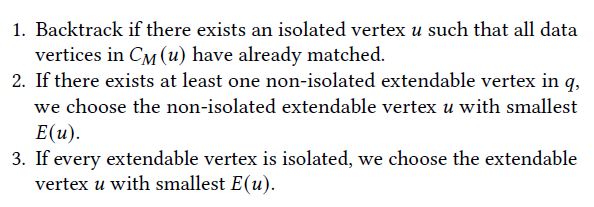 1. Backtrack if there exists an isolated vertex u such that all data
vertices in C_M(u) have already matched.
2. If there exists at least one non-isolated extendable vertex in q,
we choose the non-isolated extendable vertex u with smallest
E(u).
3. If every extendable vertex is isolated, we choose the extendable
vertex u with smallest E(u).